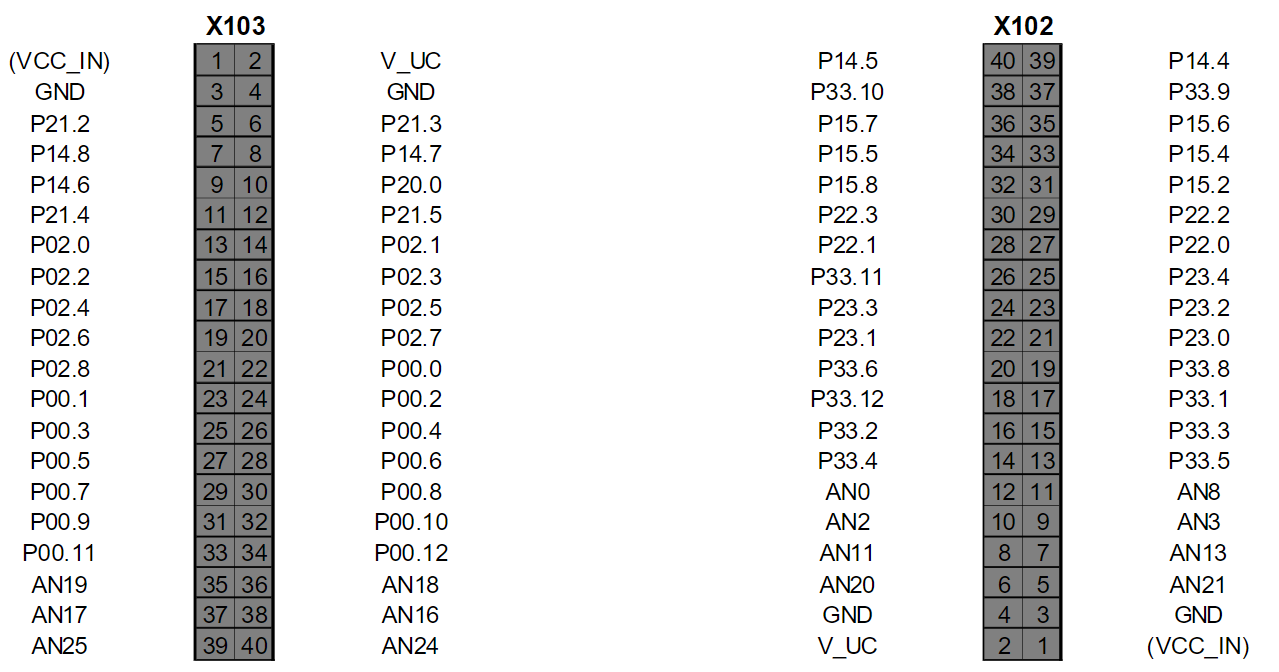 X103 X102
(VCC_IN) 1 2 V_UC P14.5 40 39 P14.4
GND 3 4 GND P33.10 38 37 P33.9
P21.2 5 6 P21.3 P15.7 36 35 P15.6
P14.8 7 8 P14.7 P15.5 34 33 P15.4
P14.6 9 10 P20.0 P15.8 32 31 P15.2
P21.4 11 12 P21.5 P22.3 30 29 P22.2
P02.0 13 14 P02.1 P22.1 28 27 P22.0
P02.2 15 16 P02.3 P33.11 26 25 P23.4
P02.4 17 18 P02.5 P23.3 24 23 P23.2
P02.6 19 20 P02.7 P23.1 22 21 P23.0
P02.8 21 22 P00.0 P33.6 20 19 P33.8
P00.1 23 24 P00.2 P33.12 18 17 P33.1
P00.3 25 26 P00.4 P33.2 16 15 P33.3
P00.5 27 28 P00.6 P33.4 14 13 P33.5
P00.7 29 30 P00.8 AN0 12 11 AN8
P00.9 31 32 P00.10 AN2 10 9 AN3
P00.11 33 34 P00.12 AN11 8 7 AN13
AN19 35 36 AN18 AN20 6 5 AN21
AN17 37 38 AN16 GND 4 3 GND
AN25 39 40 AN24 V_UC 2 1 (VCC_IN)